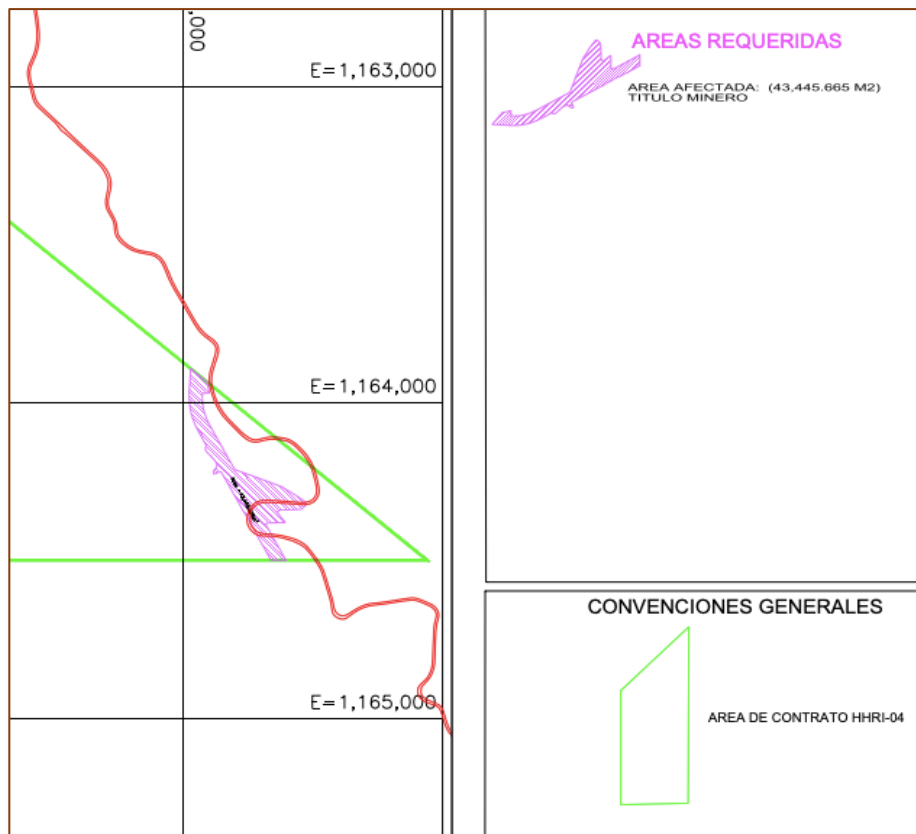 ,000
E=1,163,000
E=1,164,000
E=1,165,000
AREAS REQUERIDAS
AREA AFECTADA: (43,445.665 M2)
TITULO MINERO
CONVENCIONES GENERALES
AREA DE CONTRATO HHRI-04